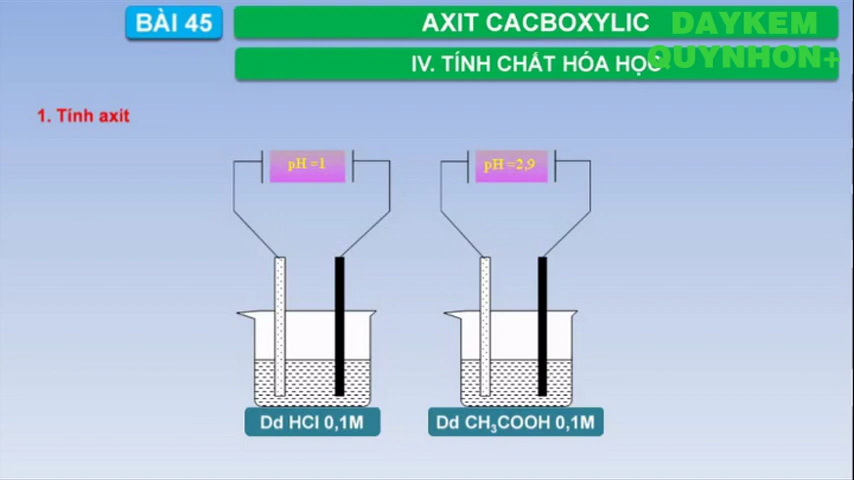 BÀI 45
AXIT CACBOXYLIC
DAYKEM
QUYNHON+
IV. TÍNH CHẤT HÓA HỌC
1. Tính axit
pH =1
pH =2,9
Dd HCl 0,1M
Dd CH₃COOH 0,1M